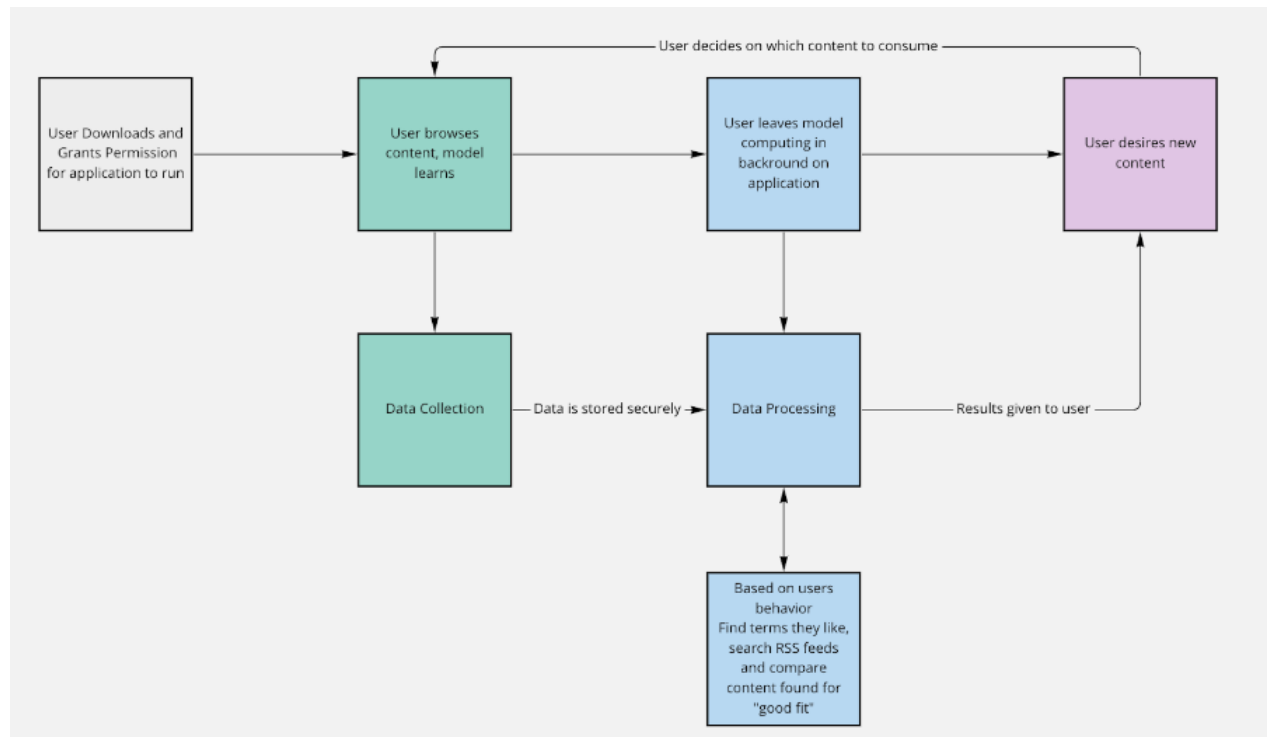 User decides on which content to consume
User Downloads and
Grants Permission
for application to run
User browses
content, model
learns
User leaves model
computing in
backround on
application
User desires new
content
Data Collection
Data is stored securely
Data Processing
Results given to user
Based on users
behavior
Find terms they like,
search RSS feeds
and compare
content found for
"good fit"